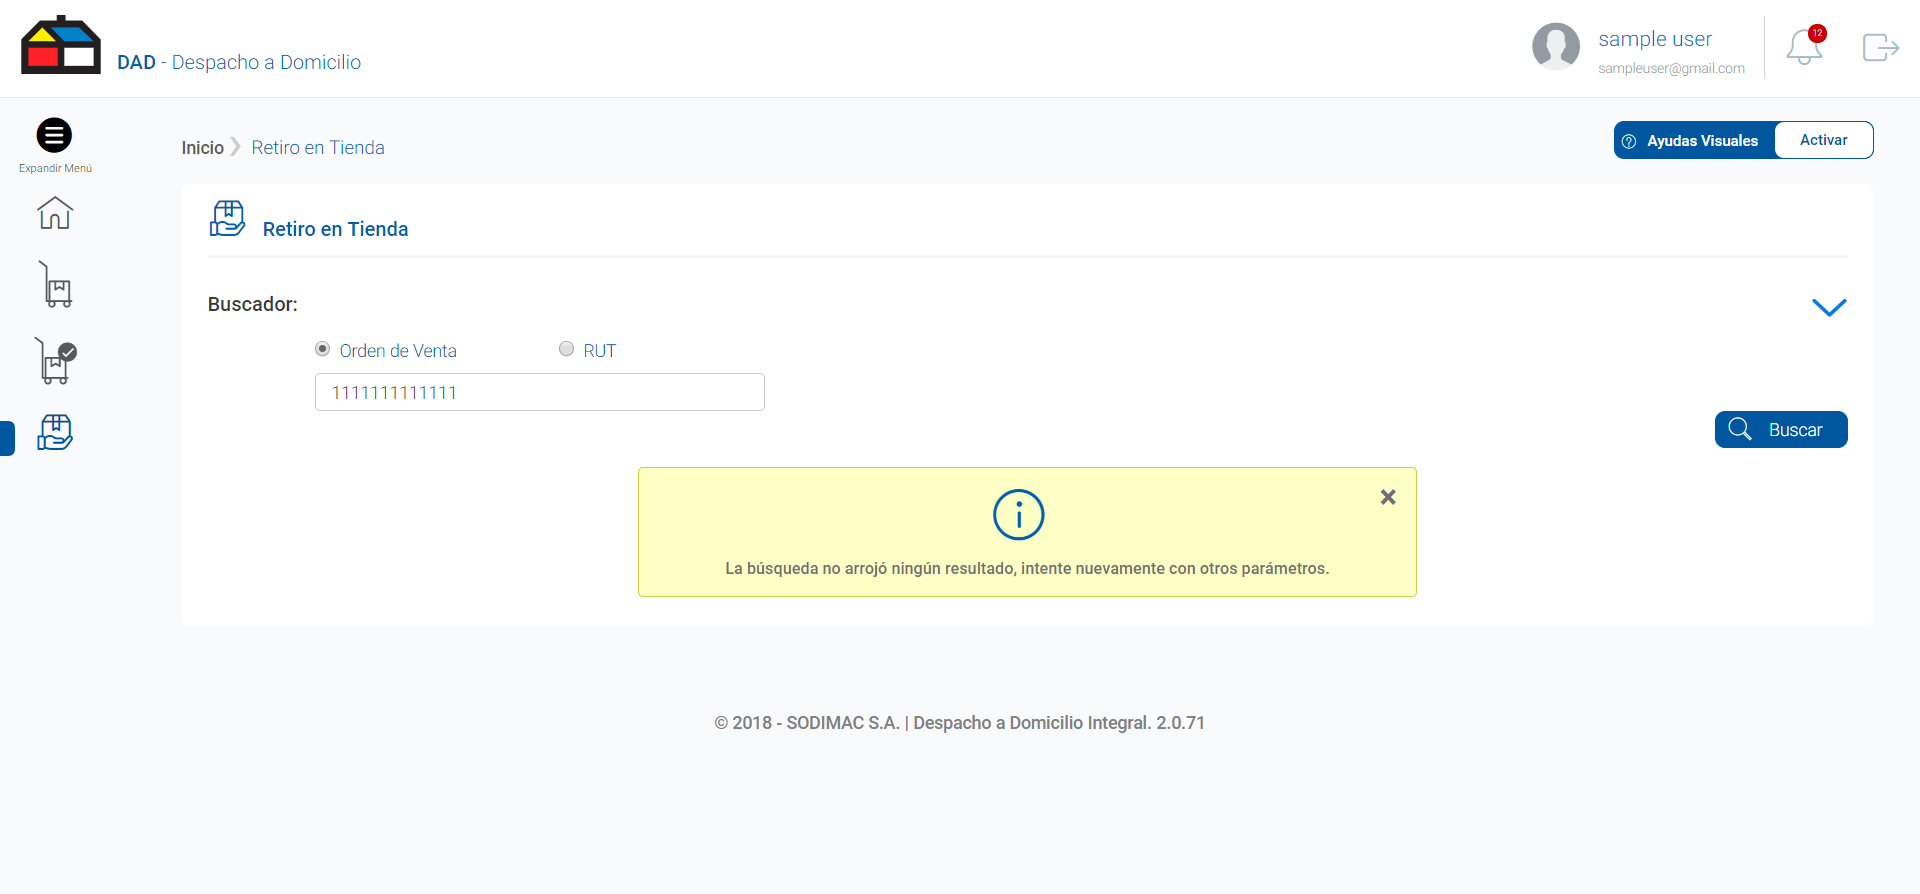 DAD - Despacho a Domicilio
sample user
sampleuser@gmail.com
12
Expandir Menú
Inicio
Retiro en Tienda
Ayudas Visuales
Activar
Retiro en Tienda
Buscador:
Orden de Venta
RUT
1111111111111
Buscar
La búsqueda no arrojó ningún resultado, intente nuevamente con otros parámetros.
© 2018 - SODIMAC S.A. | Despacho a Domicilio Integral. 2.0.71